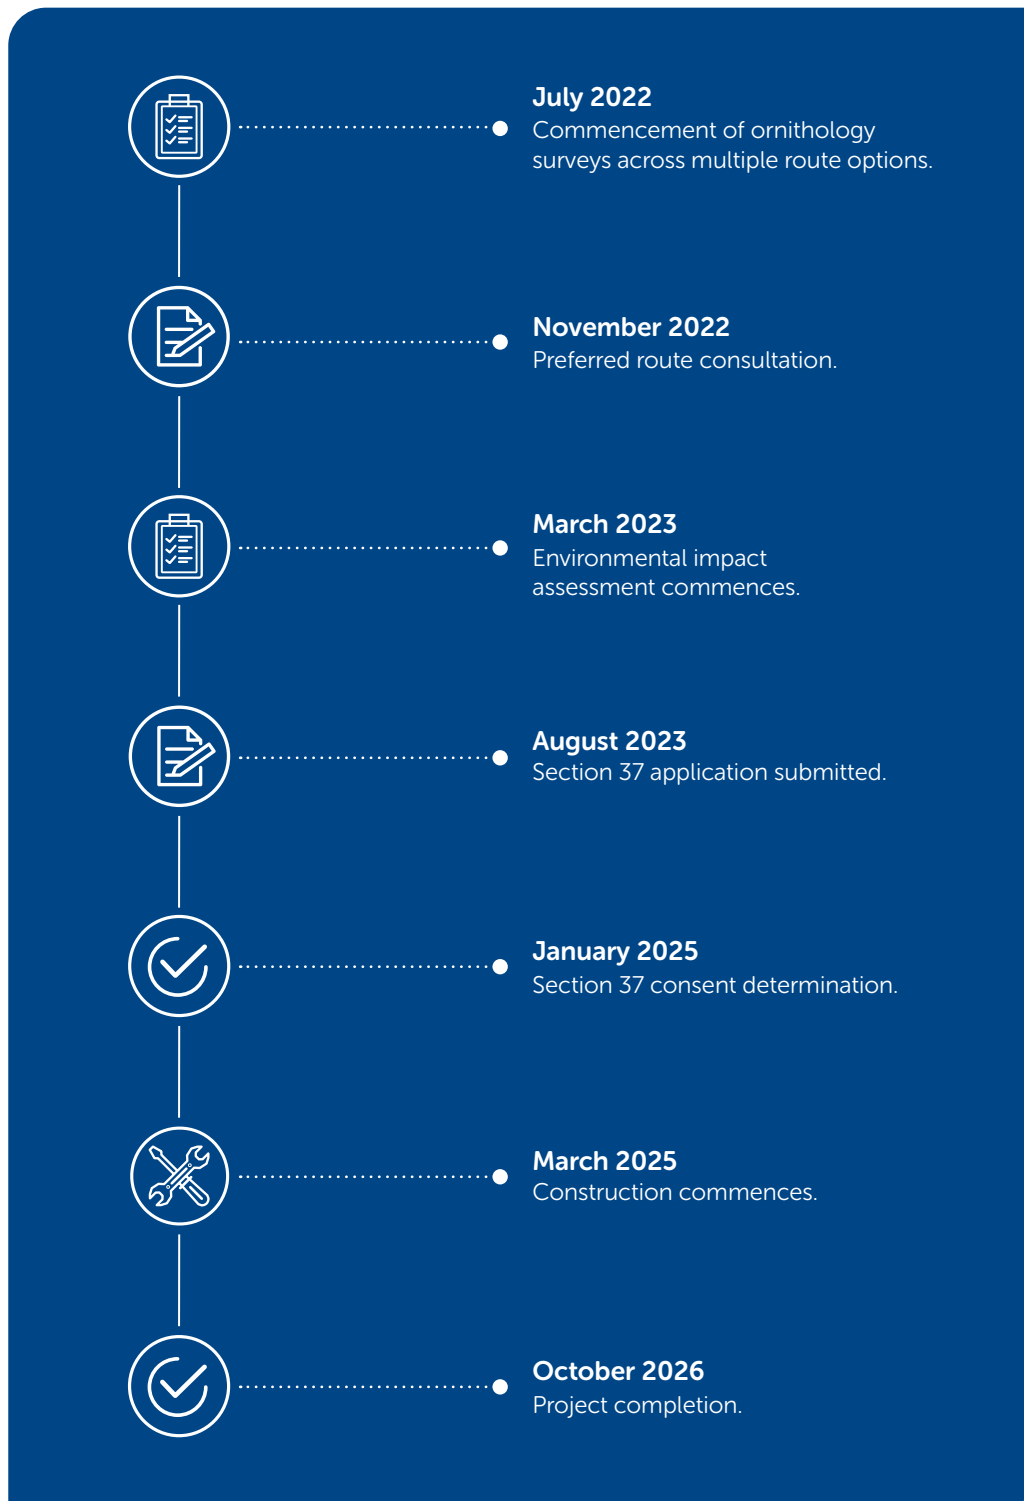 July 2022
Commencement of ornithology
surveys across multiple route options.
November 2022
Preferred route consultation.
March 2023
Environmental impact
assessment commences.
August 2023
Section 37 application submitted.
January 2025
Section 37 consent determination.
March 2025
Construction commences.
October 2026
Project completion.